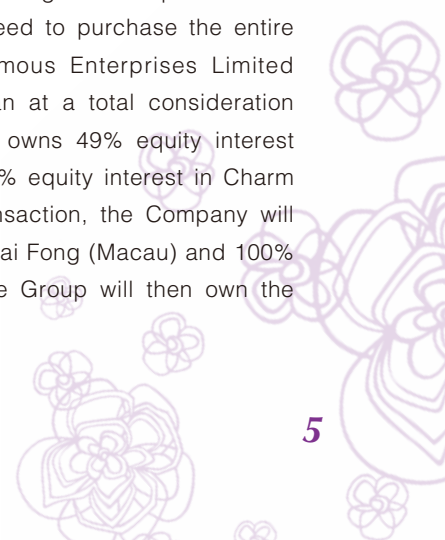 eed to purchase the entire
mous Enterprises Limited
n at a total consideration
owns 49% equity interest
% equity interest in Charm
nsaction, the Company will
ai Fong (Macau) and 100%
e Group will then own the
5